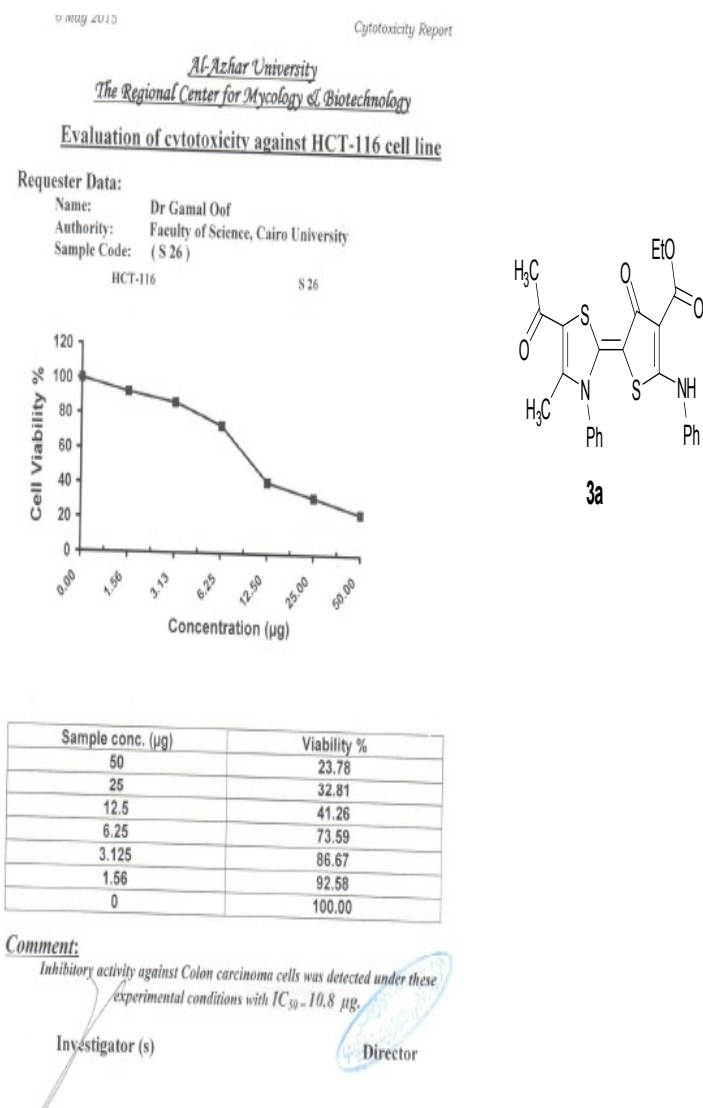 6 May 2015
Cytotoxicity Report
Al-Azhar University
The Regional Center for Mycology & Biotechnology
Evaluation of cytotoxicity against HCT-116 cell line
Requester Data:
Name: Dr Gamal Oof
Authority: Faculty of Science, Cairo University
Sample Code: ( S 26 )
HCT-116 S 26
120
100
80
60
40
20
0
Cell Viability %
0.00 1.56 3.13 6.25 12.50 25.00 50.00
Concentration (µg)
EtO
O
O
H3C
S
O
N
S
NH
H3C
Ph
Ph
3a
Sample conc. (µg) Viability %
50 23.78
25 32.81
12.5 41.26
6.25 73.59
3.125 86.67
1.56 92.58
0 100.00
Comment:
Inhibitory activity against Colon carcinoma cells was detected under these
experimental conditions with IC50 = 10.8 µg.
Investigator (s) Director